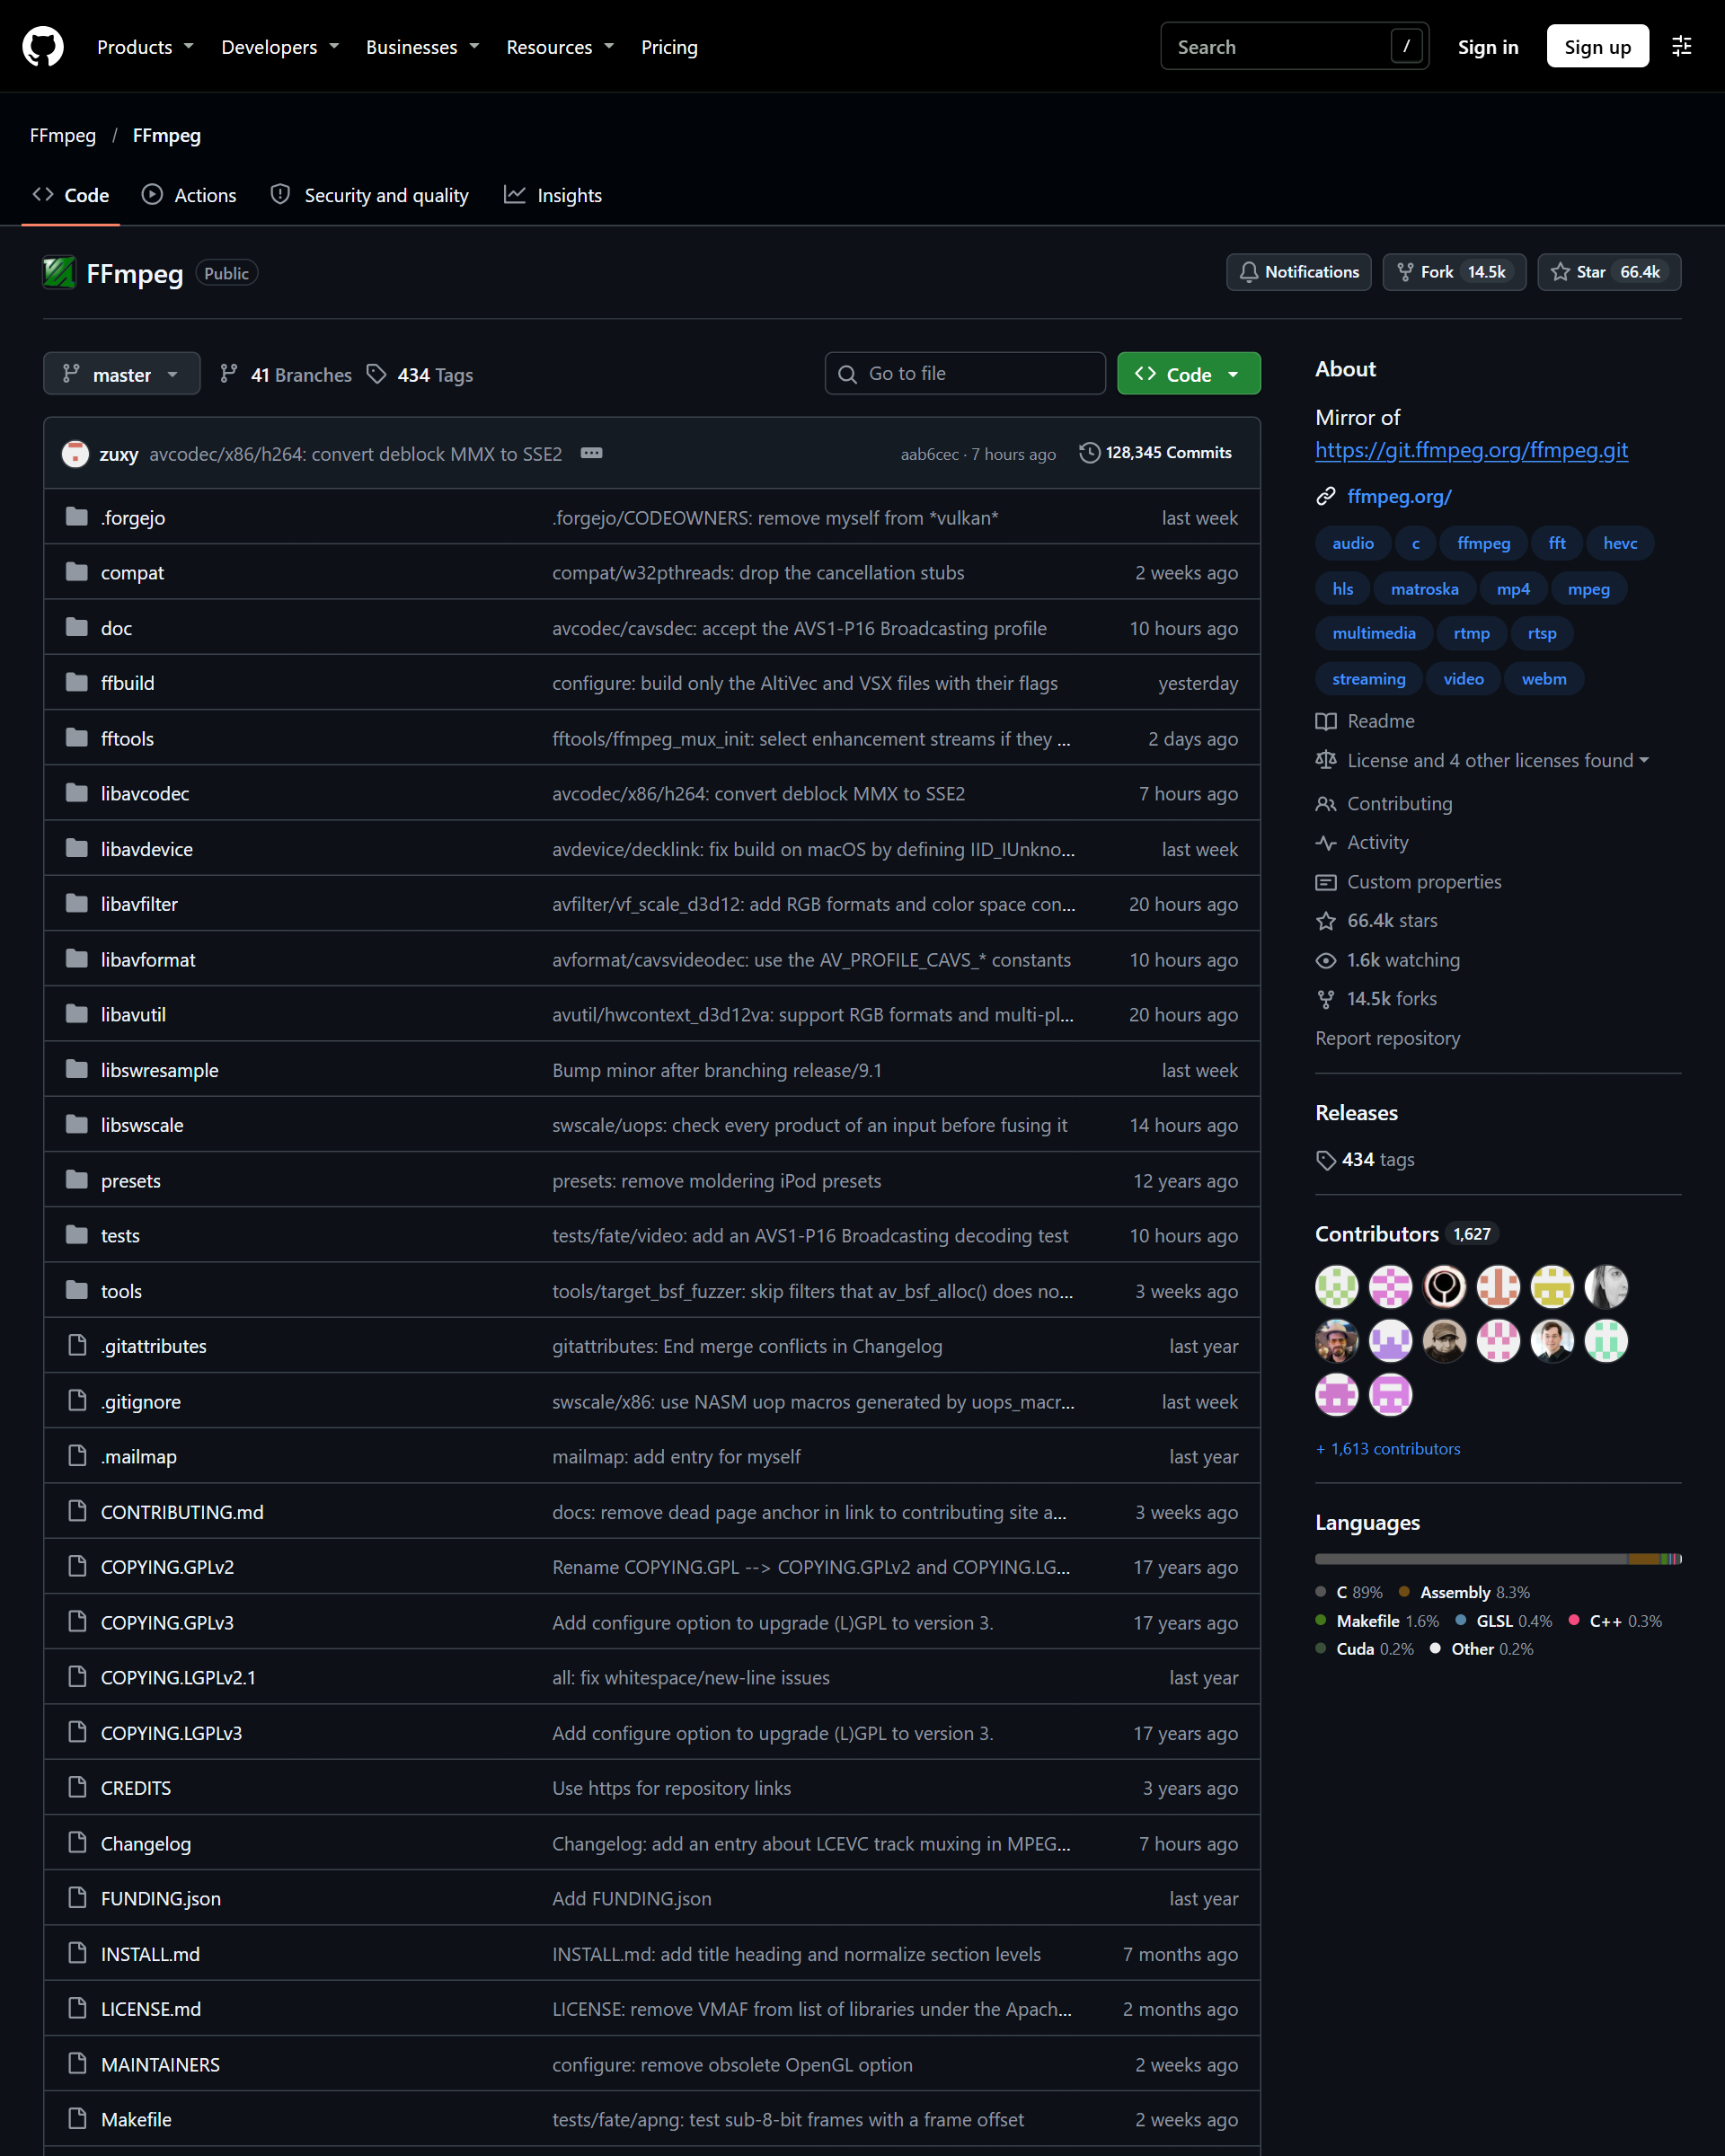 Products Developers Businesses Resources Pricing Search / Sign in Sign up
FFmpeg / FFmpeg
Code Actions Security and quality Insights
FFmpeg Public Notifications Fork 14.5k Star 66.4k
master 41 Branches 434 Tags Go to file Code
zuxy avcodec/x86/h264: convert deblock MMX to SSE2 aab6cec · 7 hours ago 128,345 Commits
.forgejo .forgejo/CODEOWNERS: remove myself from *vulkan* last week
compat compat/w32pthreads: drop the cancellation stubs 2 weeks ago
doc avcodec/cavsdec: accept the AVS1-P16 Broadcasting profile 10 hours ago
ffbuild configure: build only the AltiVec and VSX files with their flags yesterday
fftools fftools/ffmpeg_mux_init: select enhancement streams if they ... 2 days ago
libavcodec avcodec/x86/h264: convert deblock MMX to SSE2 7 hours ago
libavdevice avdevice/decklink: fix build on macOS by defining IID_IUnkno... last week
libavfilter avfilter/vf_scale_d3d12: add RGB formats and color space con... 20 hours ago
libavformat avformat/cavsvideodec: use the AV_PROFILE_CAVS_* constants 10 hours ago
libavutil avutil/hwcontext_d3d12va: support RGB formats and multi-pl... 20 hours ago
libswresample Bump minor after branching release/9.1 last week
libswscale swscale/uops: check every product of an input before fusing it 14 hours ago
presets presets: remove moldering iPod presets 12 years ago
tests tests/fate/video: add an AVS1-P16 Broadcasting decoding test 10 hours ago
tools tools/target_bsf_fuzzer: skip filters that av_bsf_alloc() does no... 3 weeks ago
.gitattributes gitattributes: End merge conflicts in Changelog last year
.gitignore swscale/x86: use NASM uop macros generated by uops_macr... last week
.mailmap mailmap: add entry for myself last year
CONTRIBUTING.md docs: remove dead page anchor in link to contributing site a... 3 weeks ago
COPYING.GPLv2 Rename COPYING.GPL --> COPYING.GPLv2 and COPYING.LG... 17 years ago
COPYING.GPLv3 Add configure option to upgrade (L)GPL to version 3. 17 years ago
COPYING.LGPLv2.1 all: fix whitespace/new-line issues last year
COPYING.LGPLv3 Add configure option to upgrade (L)GPL to version 3. 17 years ago
CREDITS Use https for repository links 3 years ago
Changelog Changelog: add an entry about LCEVC track muxing in MPEG... 7 hours ago
FUNDING.json Add FUNDING.json last year
INSTALL.md INSTALL.md: add title heading and normalize section levels 7 months ago
LICENSE.md LICENSE: remove VMAF from list of libraries under the Apach... 2 months ago
MAINTAINERS configure: remove obsolete OpenGL option 2 weeks ago
Makefile tests/fate/apng: test sub-8-bit frames with a frame offset 2 weeks ago
About
Mirror of
https://git.ffmpeg.org/ffmpeg.git
ffmpeg.org/
audio c ffmpeg fft hevc
hls matroska mp4 mpeg
multimedia rtmp rtsp
streaming video webm
Readme
License and 4 other licenses found
Contributing
Activity
Custom properties
66.4k stars
1.6k watching
14.5k forks
Report repository
Releases
434 tags
Contributors 1,627
+ 1,613 contributors
Languages
C 89% Assembly 8.3%
Makefile 1.6% GLSL 0.4% C++ 0.3%
Cuda 0.2% Other 0.2%